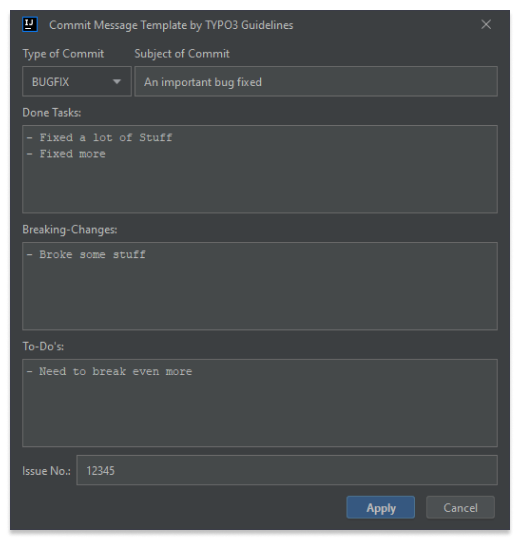 IJ Commit Message Template by TYPO3 Guidelines
Type of Commit Subject of Commit
BUGFIX An important bug fixed
Done Tasks:
- Fixed a lot of Stuff
- Fixed more
Breaking-Changes:
- Broke some stuff
To-Do's:
- Need to break even more
Issue No.: 12345
Apply Cancel